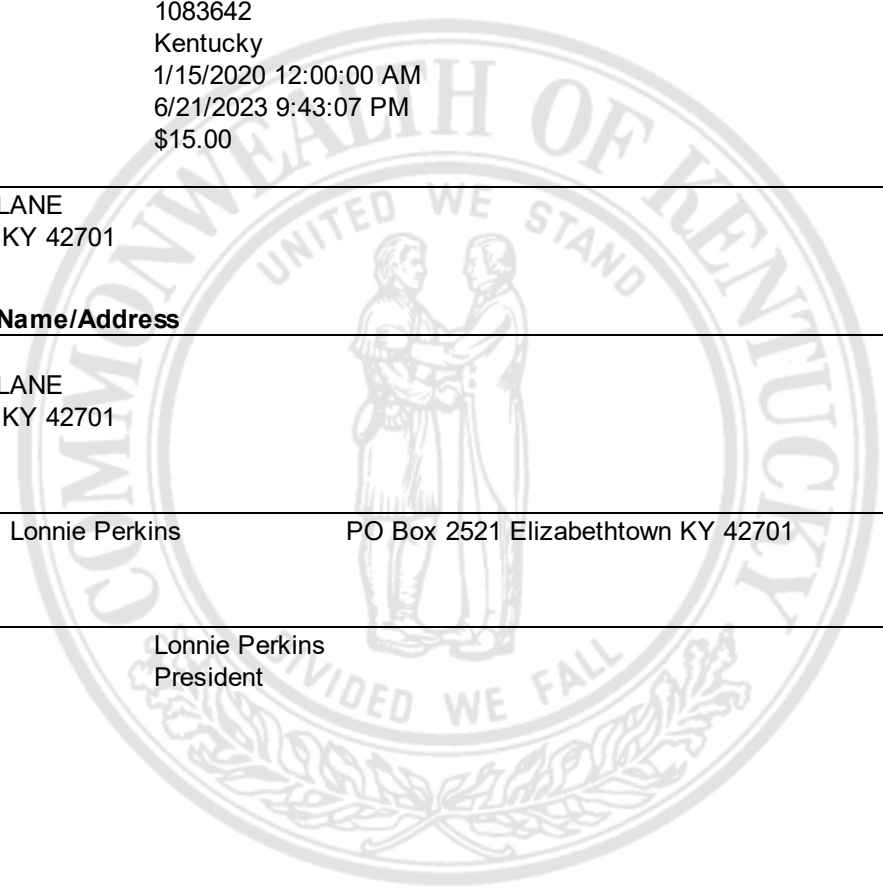 1083642
Kentucky
1/15/2020 12:00:00 AM
6/21/2023 9:43:07 PM
$15.00
LANE
KY 42701
Name/Address
LANE
KY 42701
Lonnie Perkins PO Box 2521 Elizabethtown KY 42701
Lonnie Perkins
President
COMMONWEALTH OF KENTUCKY
UNITED WE STAND
DIVIDED WE FALL